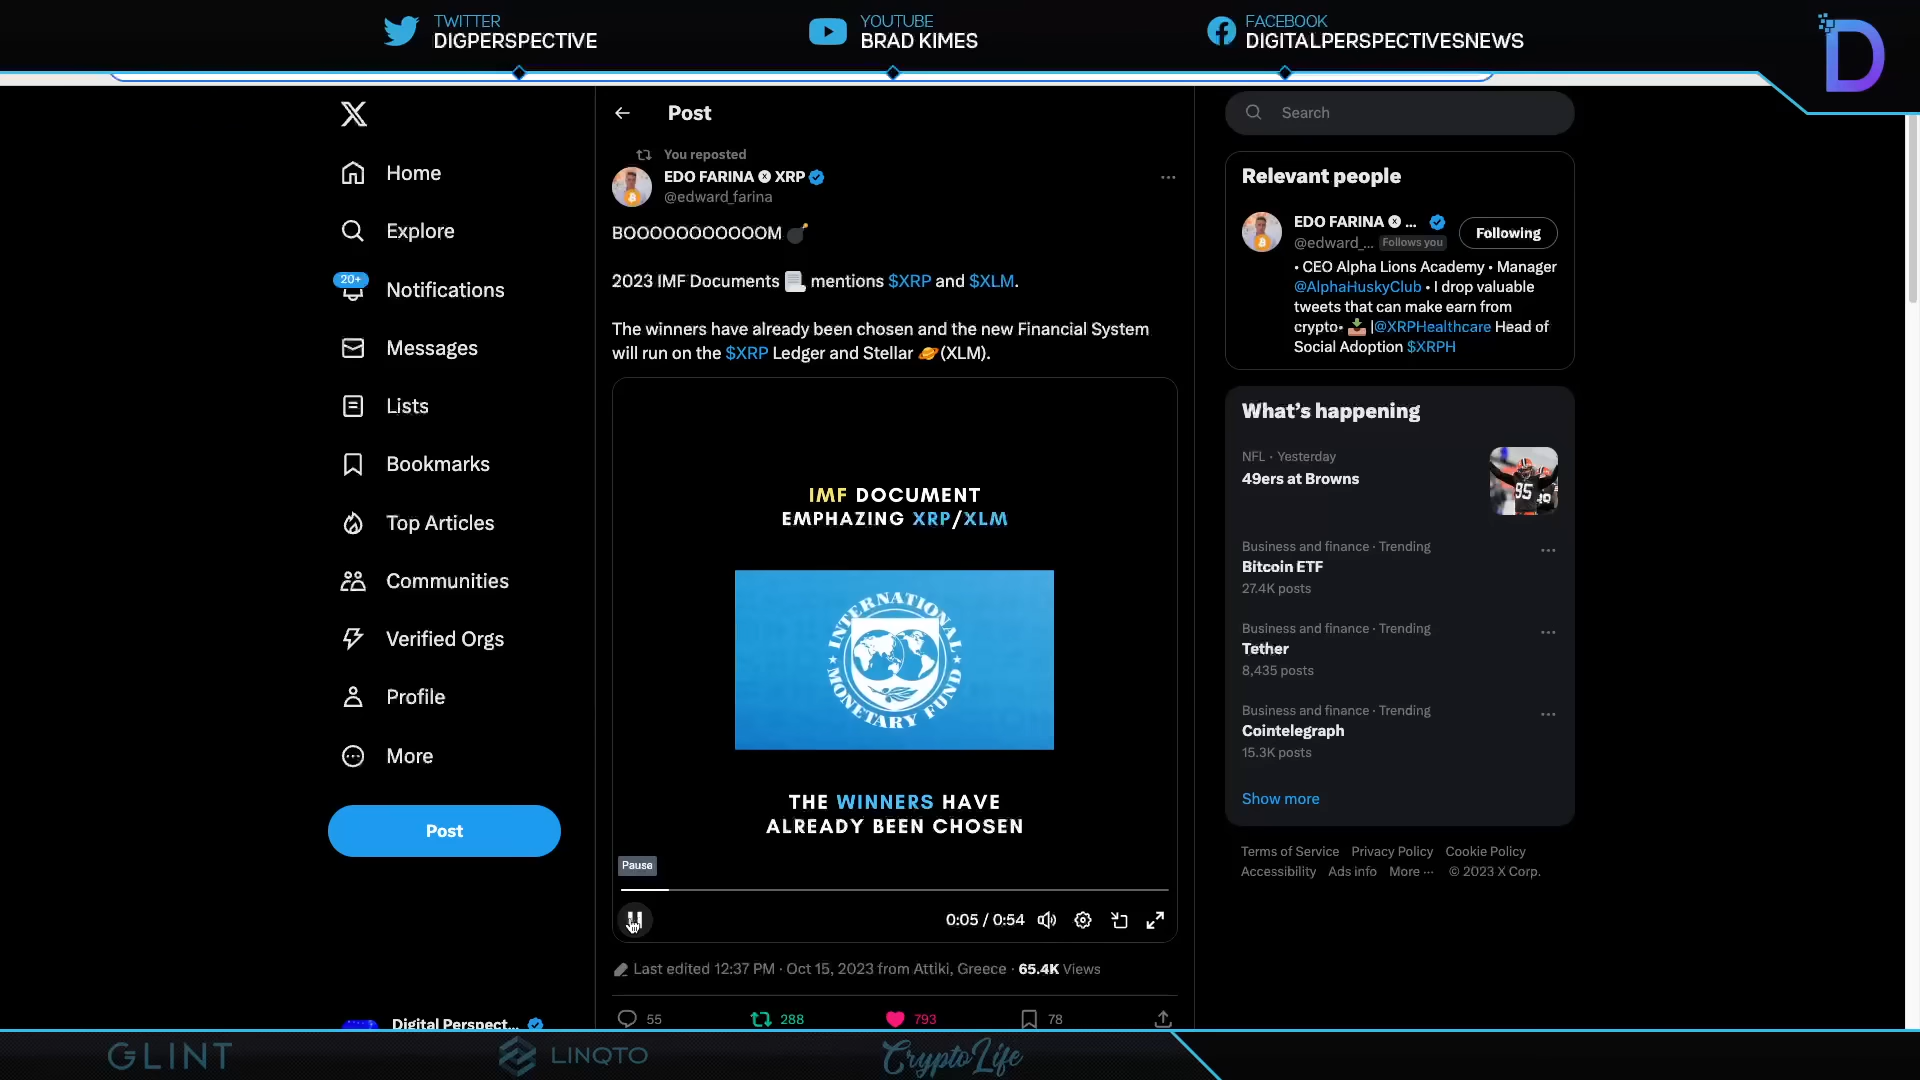 TWITTER
DIGPERSPECTIVE
YOUTUBE
BRAD KIMES
FACEBOOK
DIGITALPERSPECTIVESNEWS
D
Home
Explore
20+
Notifications
Messages
Lists
Bookmarks
Top Articles
Communities
Verified Orgs
Profile
More
Post
Digital Perspect...
Post
You reposted
EDO FARINA XRP
@edward_farina
BOOOOOOOOOOOM
2023 IMF Documents mentions $XRP and $XLM.
The winners have already been chosen and the new Financial System
will run on the $XRP Ledger and Stellar (XLM).
IMF DOCUMENT
EMPHAZING XRP/XLM
INTERNATIONAL
MONETARY FUND
THE WINNERS HAVE
ALREADY BEEN CHOSEN
Pause
0:05 / 0:54
Last edited 12:37 PM · Oct 15, 2023 from Attiki, Greece · 65.4K Views
55
288
793
78
Search
Relevant people
EDO FARINA ...
@edward_... Follows you
Following
• CEO Alpha Lions Academy • Manager
@AlphaHuskyClub • I drop valuable
tweets that can make earn from
crypto• |@XRPHealthcare Head of
Social Adoption $XRPH
What's happening
NFL · Yesterday
49ers at Browns
95
Business and finance · Trending
Bitcoin ETF
27.4K posts
Business and finance · Trending
Tether
8,435 posts
Business and finance · Trending
Cointelegraph
15.3K posts
Show more
Terms of Service Privacy Policy Cookie Policy
Accessibility Ads info More ··· © 2023 X Corp.
GLINT
LINQTO
CryptoLife